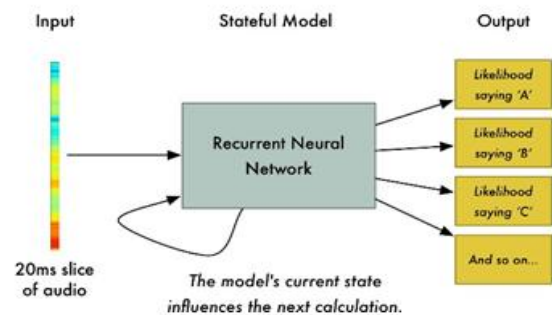 Input
Stateful Model
Output
20ms slice
of audio
Recurrent Neural
Network
The model's current state
influences the next calculation.
Likelihood
saying 'A'
Likelihood
saying 'B'
Likelihood
saying 'C'
And so on...